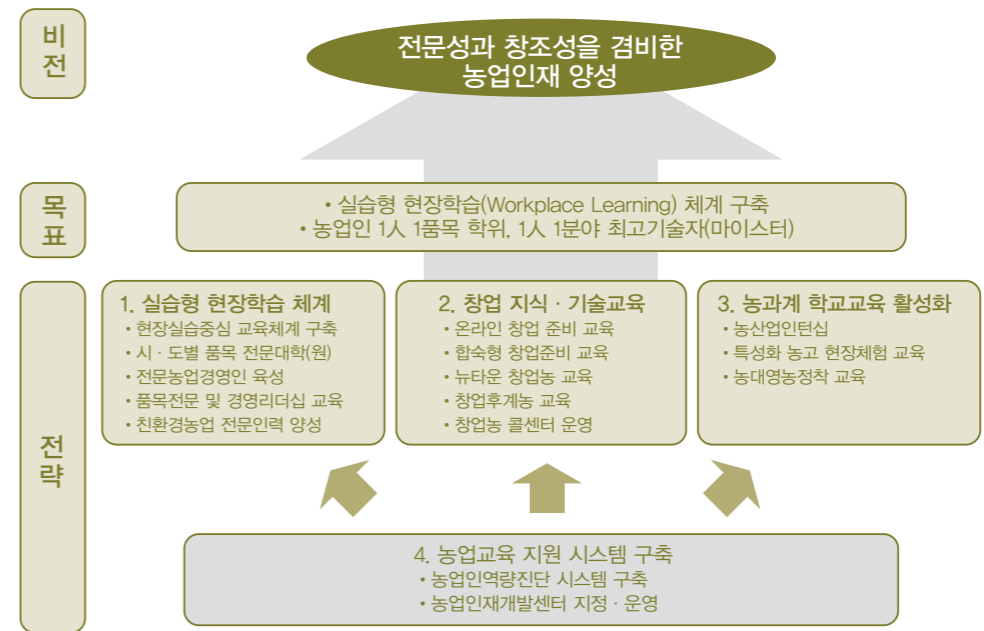 비
전
전문성과 창조성을 겸비한
농업인재 양성
목
표
• 실습형 현장학습(Workplace Learning) 체계 구축
• 농업인 1人 1품목 학위, 1人 1분야 최고기술자(마이스터)
전
략
1. 실습형 현장학습 체계
• 현장실습중심 교육체계 구축
• 시 · 도별 품목 전문대학(원)
• 전문농업경영인 육성
• 품목전문 및 경영리더십 교육
• 친환경농업 전문인력 양성
2. 창업 지식 · 기술교육
• 온라인 창업 준비 교육
• 합숙형 창업준비 교육
• 뉴타운 창업농 교육
• 창업후계농 교육
• 창업농 콜센터 운영
3. 농과계 학교교육 활성화
• 농산업인턴십
• 특성화 농고 현장체험 교육
• 농대영농정착 교육
4. 농업교육 지원 시스템 구축
• 농업인역량진단 시스템 구축
• 농업인재개발센터 지정 · 운영